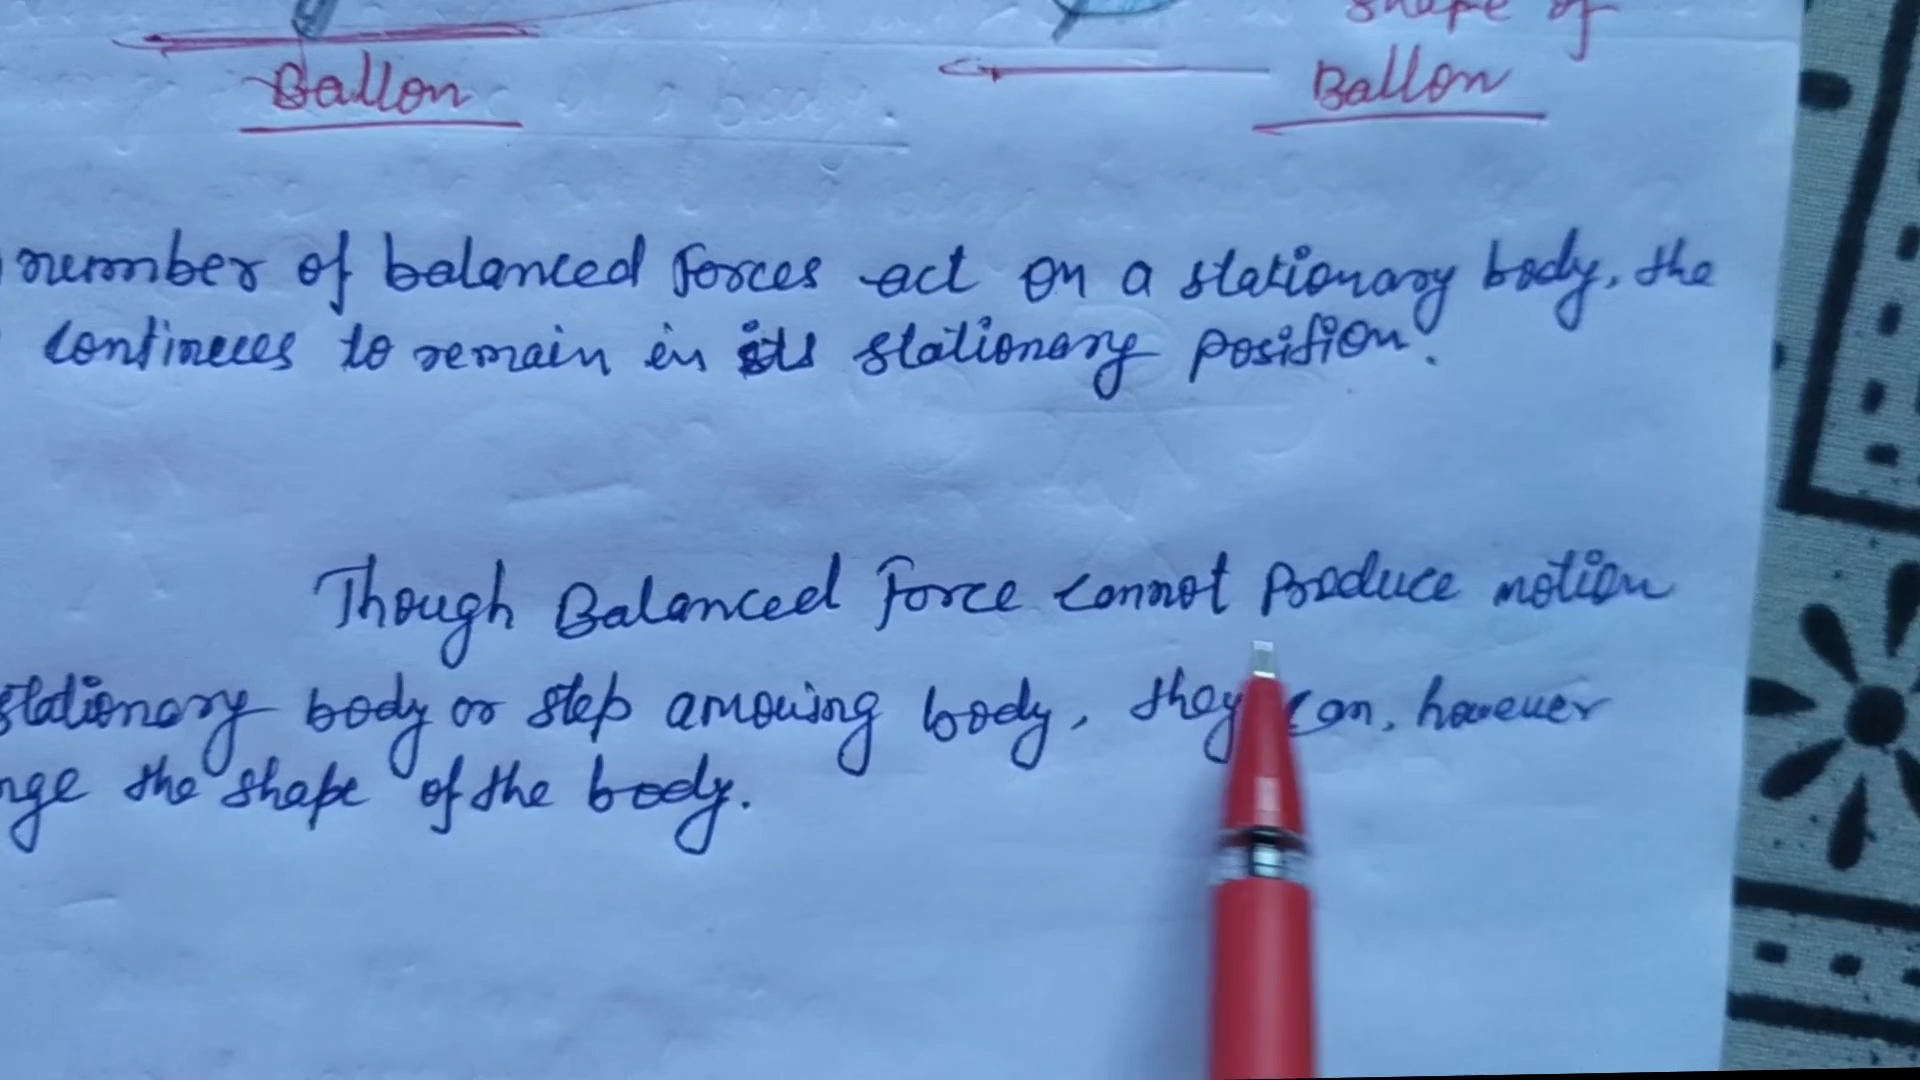 shape of
Ballon
Ballon
number of balanced Forces act on a stationary body, the
continues to remain in its stationary position.
Though Balanced Force cannot Produce motion
stationary body or stop amoving body, they can, however
nge the shape of the body.